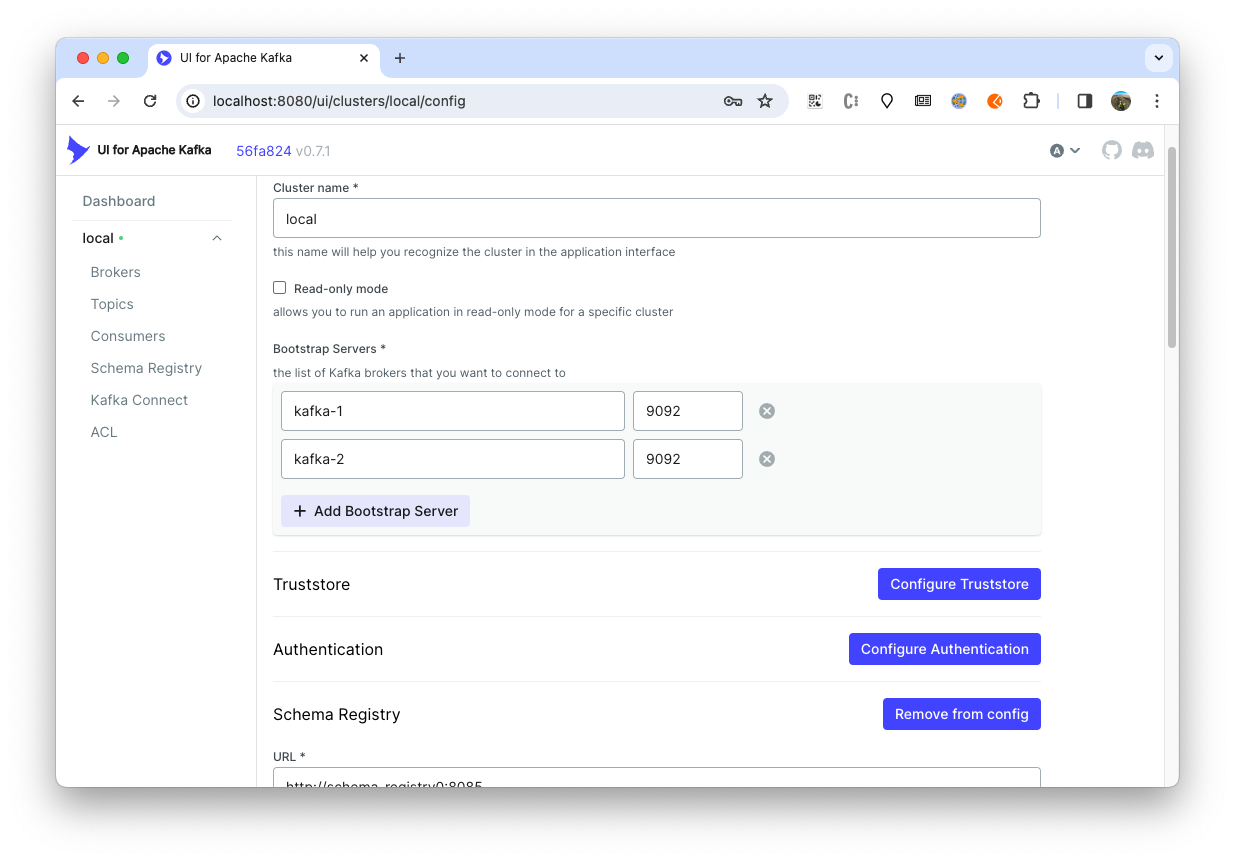 UI for Apache Kafka
localhost:8080/ui/clusters/local/config
UI for Apache Kafka 56fa824 v0.7.1
A
Dashboard
local
Brokers
Topics
Consumers
Schema Registry
Kafka Connect
ACL
Cluster name *
local
this name will help you recognize the cluster in the application interface
Read-only mode
allows you to run an application in read-only mode for a specific cluster
Bootstrap Servers *
the list of Kafka brokers that you want to connect to
kafka-1 9092
kafka-2 9092
+ Add Bootstrap Server
Truststore Configure Truststore
Authentication Configure Authentication
Schema Registry Remove from config
URL *
http://schema-registry0:8085